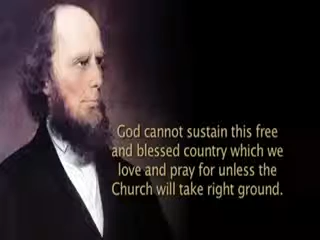 God cannot sustain this free
and blessed country which we
love and pray for unless the
Church will take right ground.